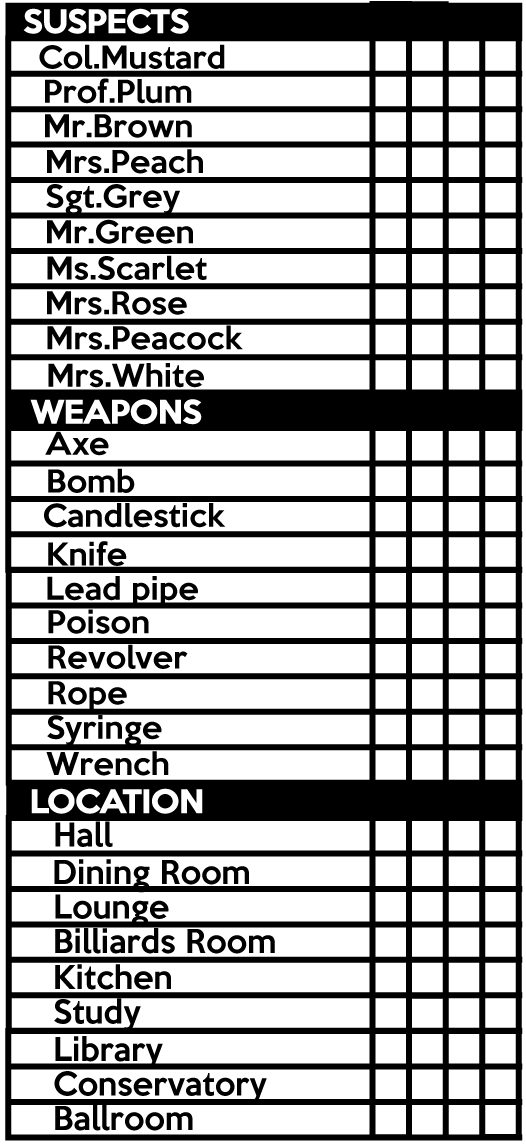 SUSPECTS
Col.Mustard
Prof.Plum
Mr.Brown
Mrs.Peach
Sgt.Grey
Mr.Green
Ms.Scarlet
Mrs.Rose
Mrs.Peacock
Mrs.White
WEAPONS
Axe
Bomb
Candlestick
Knife
Lead pipe
Poison
Revolver
Rope
Syringe
Wrench
LOCATION
Hall
Dining Room
Lounge
Billiards Room
Kitchen
Study
Library
Conservatory
Ballroom